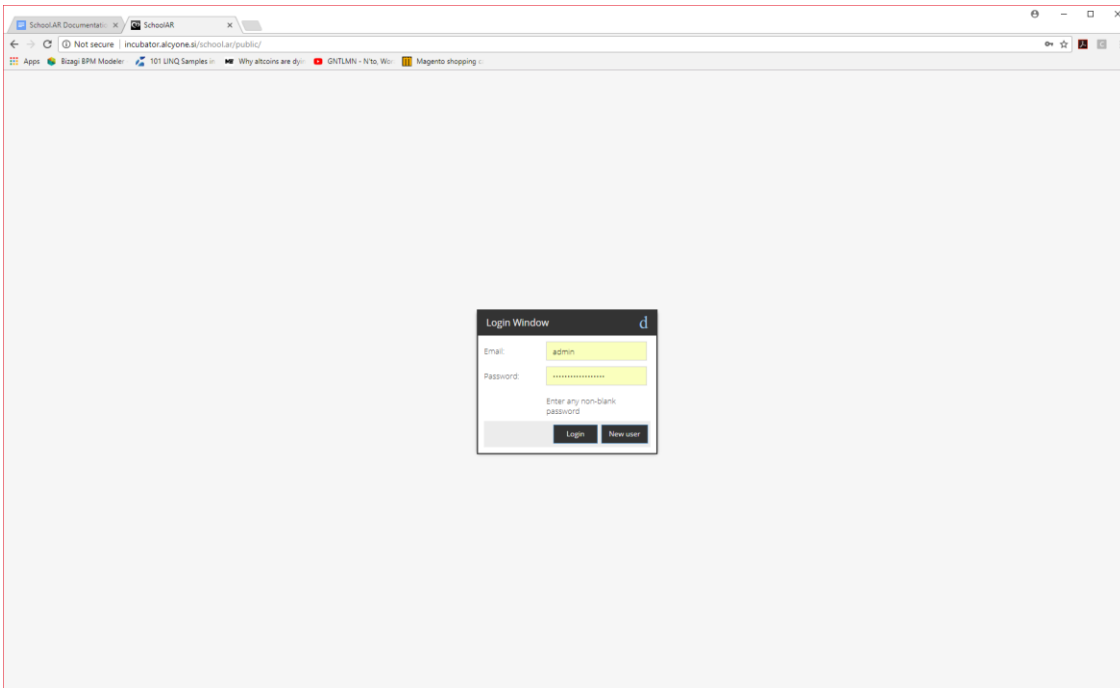 School.AR Documentatio
SchoolAR
Not secure | incubator.alcyone.si/school.ar/public/
Apps Bizagi BPM Modeler 101 LINQ Samples in Why altcoins are dyin GNTLMN - N'to, Wor Magento shopping c
Login Window d
Email: admin
Password: •••••••••••••••••
Enter any non-blank
password
Login New user